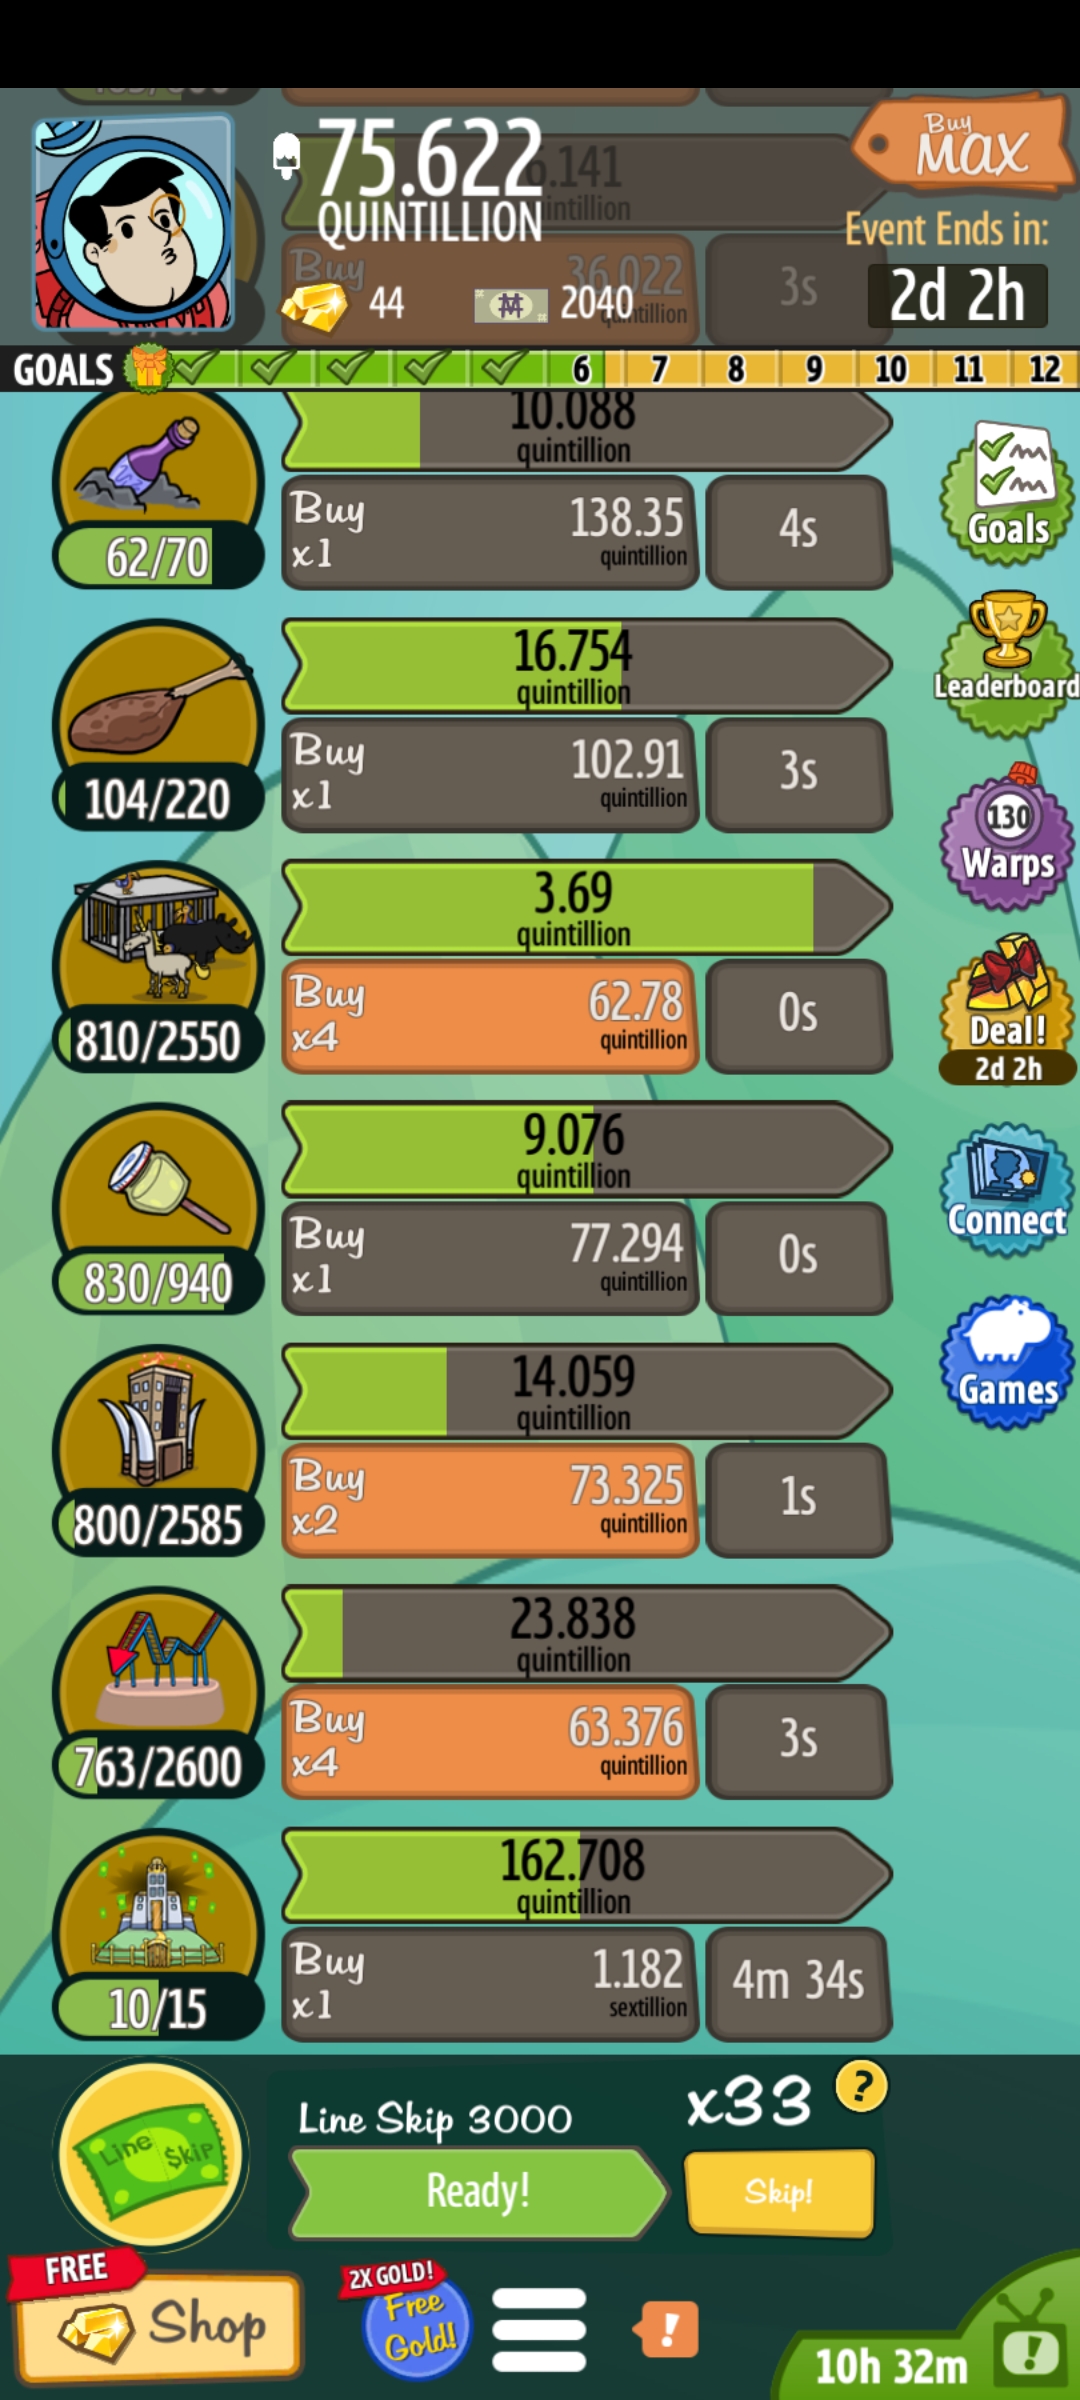 75.622
QUINTILLION
Buy
MAX
Event Ends in:
2d 2h
Buy
36.022
3s
44
2040
GOALS
6
7
8
9
10
11
12
10.088
quintillion
Buy
x1
138.35
quintillion
4s
62/70
16.754
quintillion
Buy
x1
102.91
quintillion
3s
104/220
3.69
quintillion
Buy
x4
62.78
quintillion
0s
810/2550
9.076
quintillion
Buy
x1
77.294
quintillion
0s
830/940
14.059
quintillion
Buy
x2
73.325
quintillion
1s
800/2585
23.838
quintillion
Buy
x4
63.376
quintillion
3s
763/2600
162.708
quintillion
Buy
x1
1.182
sextillion
4m 34s
10/15
Goals
Leaderboard
130
Warps
Deal!
2d 2h
Connect
Games
Line $kip
Line Skip 3000
x33
?
Ready!
Skip!
FREE
Shop
2X GOLD!
Free
Gold!
!
10h 32m
!